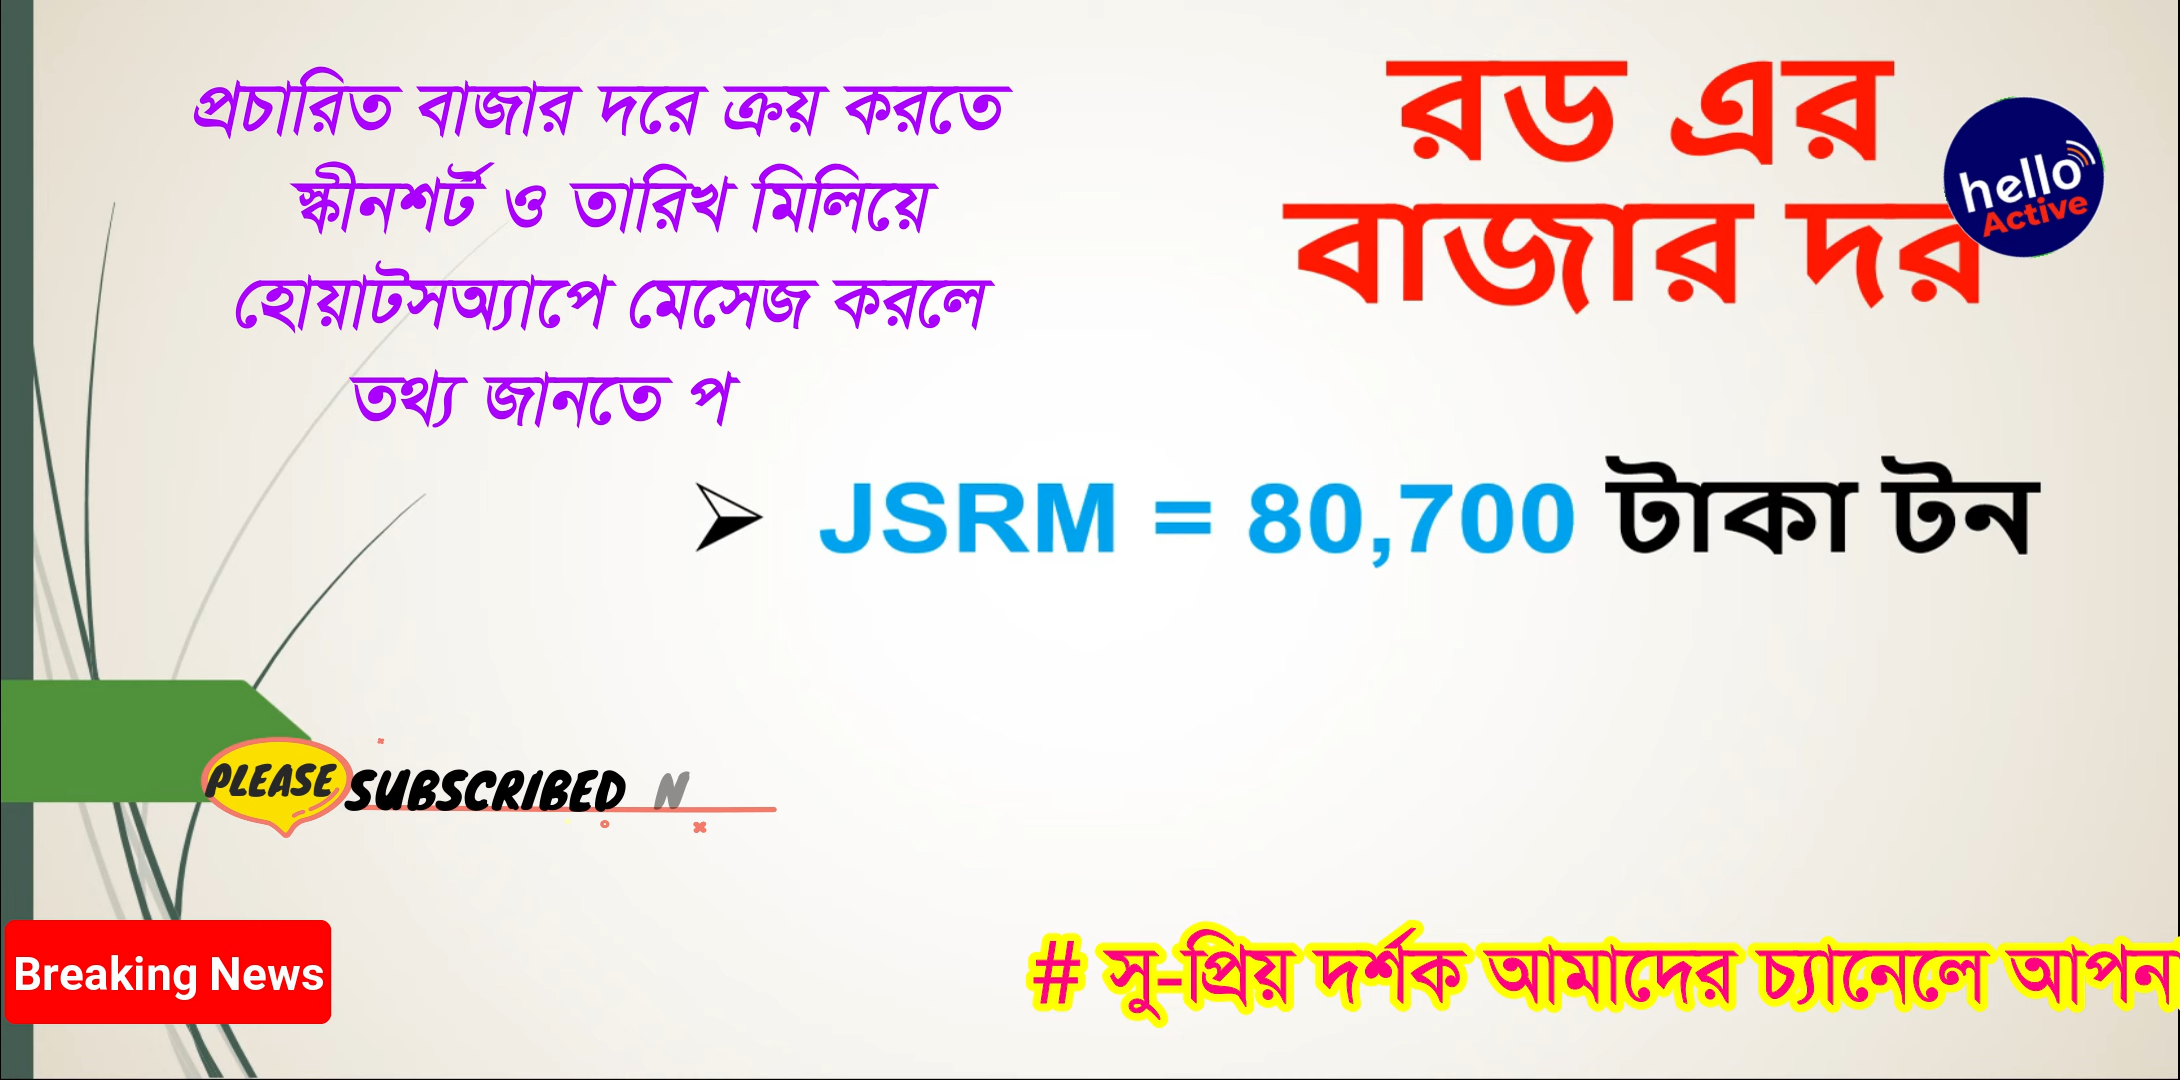 প্রচারিত বাজার দরে ক্রয় করতে
স্কীনশর্ট ও তারিখ মিলিয়ে
হোয়াটসঅ্যাপে মেসেজ করলে
তথ্য জানতে প
রড এর
বাজার দর
hello
Active
➢ JSRM = 80,700 টাকা টন
PLEASE SUBSCRIBED N
Breaking News
# সু-প্রিয় দর্শক আমাদের চ্যানেলে আপন